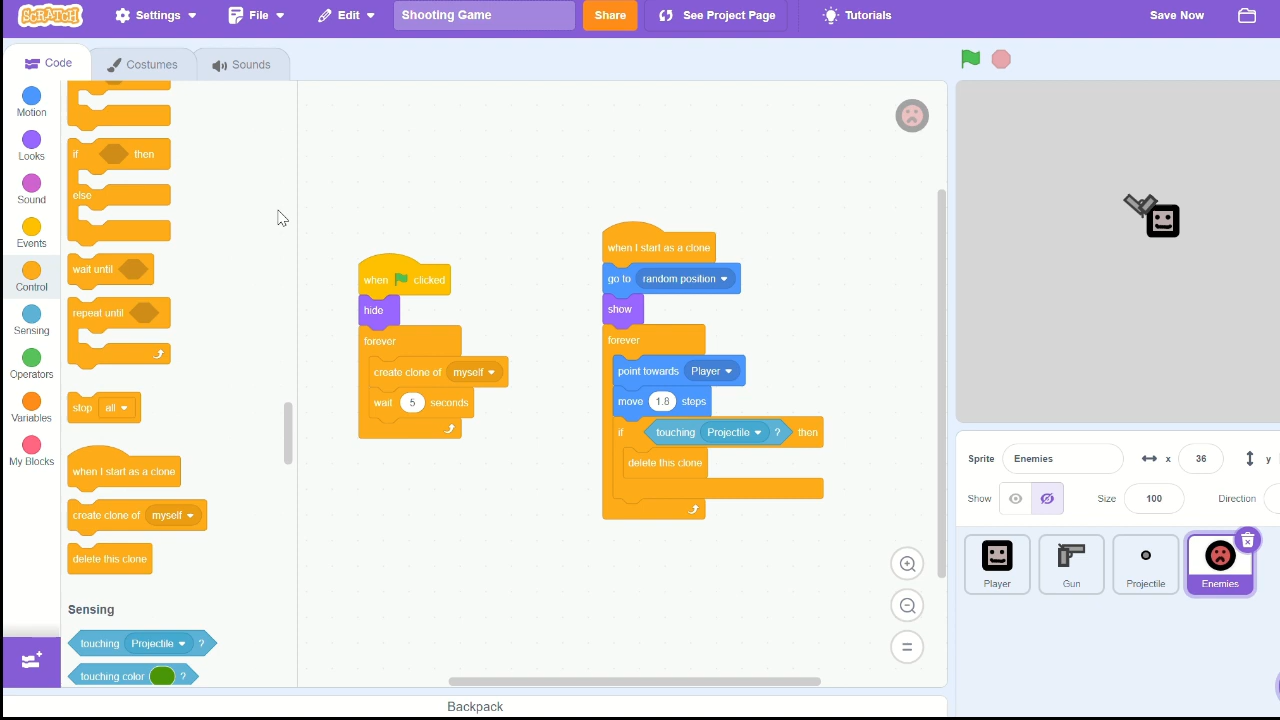 SCRATCH Settings File Edit Shooting Game Share See Project Page Tutorials Save Now
Code Costumes Sounds
Motion
Looks
Sound
Events
Control
Sensing
Operators
Variables
My Blocks
if then
else
wait until
repeat until
stop all
when I start as a clone
create clone of myself
delete this clone
Sensing
touching Projectile ?
touching color ?
when clicked
hide
forever
create clone of myself
wait 5 seconds
when I start as a clone
go to random position
show
forever
point towards Player
move 1.8 steps
if touching Projectile ? then
delete this clone
Sprite Enemies x 36 y
Show Size 100 Direction
Player Gun Projectile Enemies
Backpack